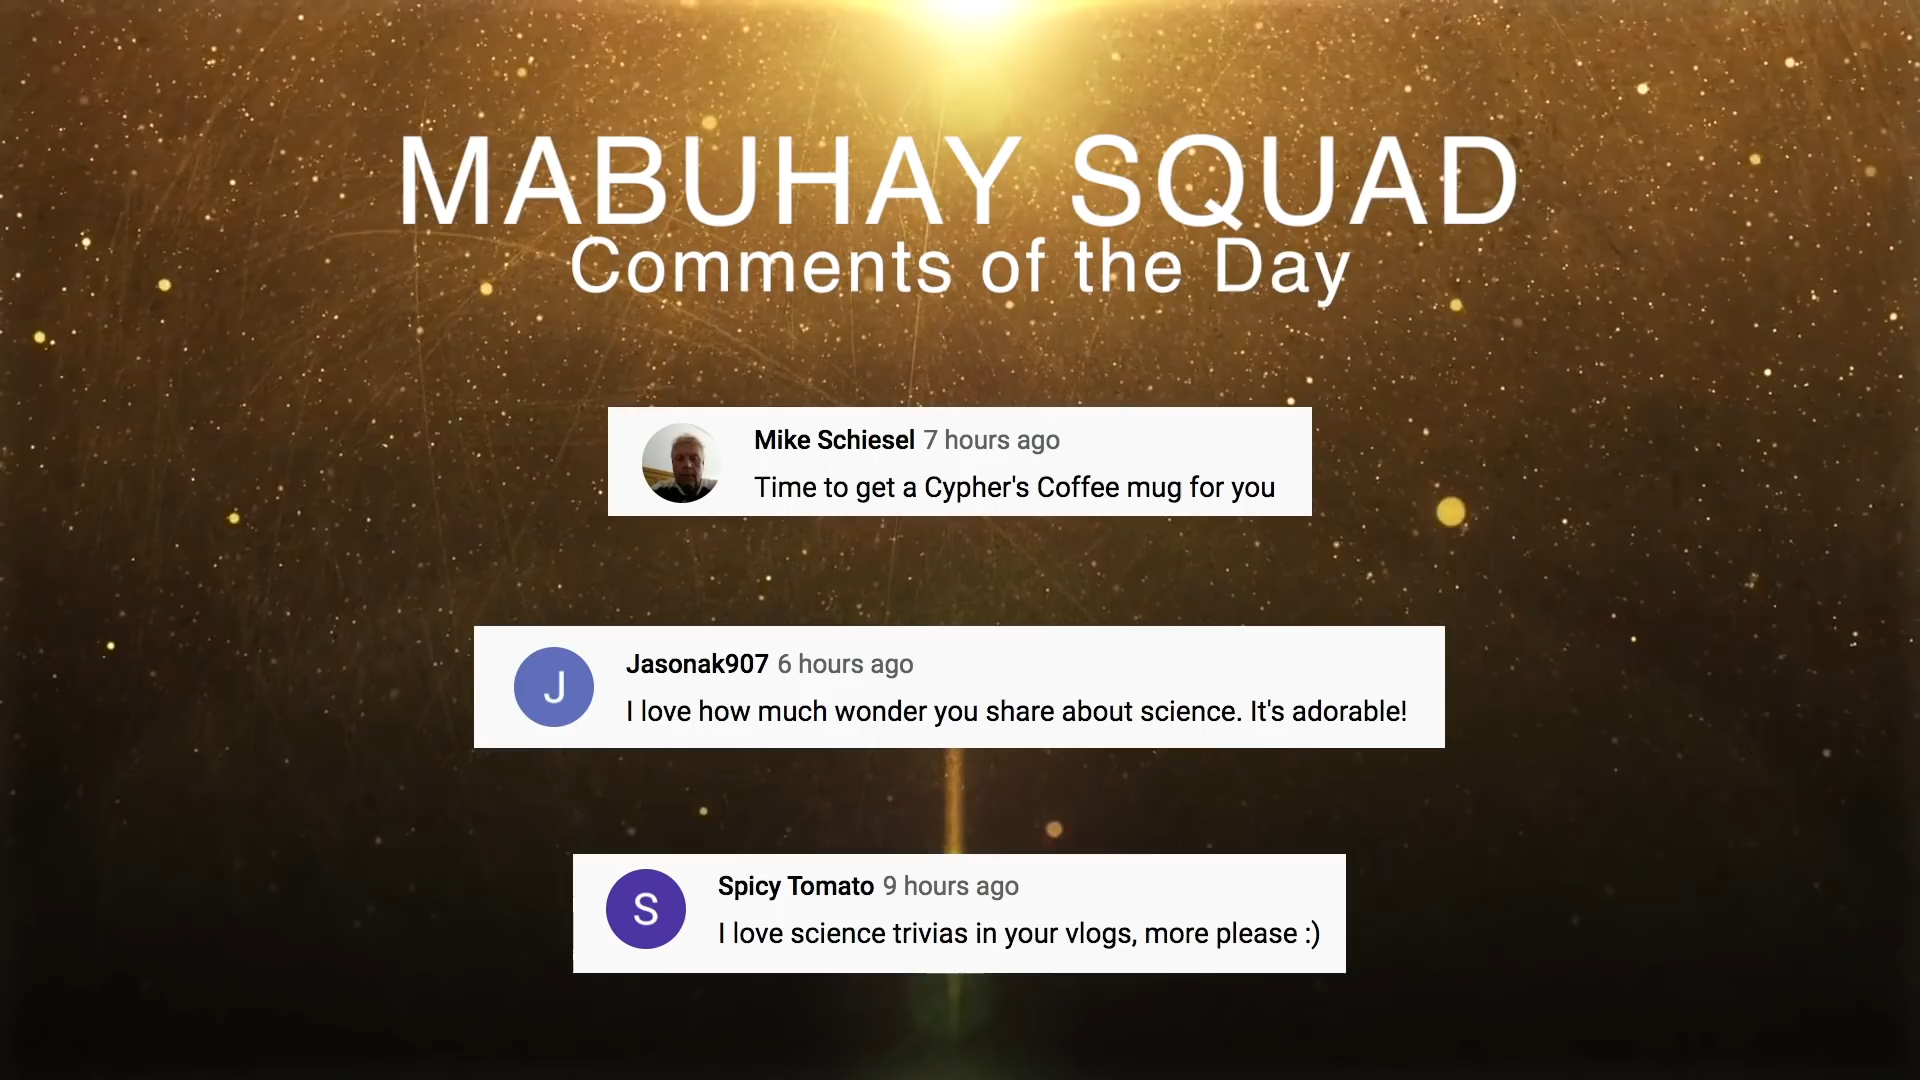 MABUHAY SQUAD
Comments of the Day
Mike Schiesel 7 hours ago
Time to get a Cypher's Coffee mug for you
J
Jasonak907 6 hours ago
I love how much wonder you share about science. It's adorable!
S
Spicy Tomato 9 hours ago
I love science trivias in your vlogs, more please :)